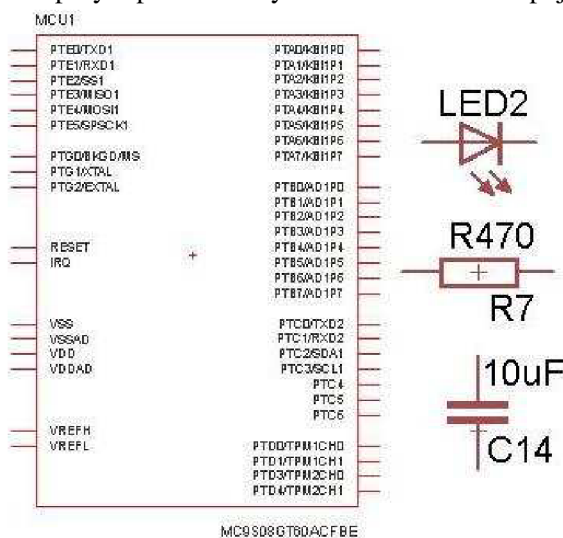 MCU1
PTE0/TXD1
PTE1/RXD1
PTE2/SS1
PTE3/MISO1
PTE4/MOSI1
PTE5/SPSCK1
PTG0/BKGD/MS
PTG1/XTAL
PTG2/EXTAL
RESET
IRQ
VSS
VSSAD
VDD
VDDAD
VREFH
VREFL
PTA0/KBI1P0
PTA1/KBI1P1
PTA2/KBI1P2
PTA3/KBI1P3
PTA4/KBI1P4
PTA5/KBI1P5
PTA6/KBI1P6
PTA7/KBI1P7
PTB0/AD1P0
PTB1/AD1P1
PTB2/AD1P2
PTB3/AD1P3
PTB4/AD1P4
PTB5/AD1P5
PTB6/AD1P6
PTB7/AD1P7
PTC0/TXD2
PTC1/RXD2
PTC2/SDA1
PTC3/SCL1
PTC4
PTC5
PTC6
PTD0/TPM1CH0
PTD1/TPM1CH1
PTD3/TPM2CH0
PTD4/TPM2CH1
MC9S08GT60ACFBE
LED2
R470
R7
10uF
C14